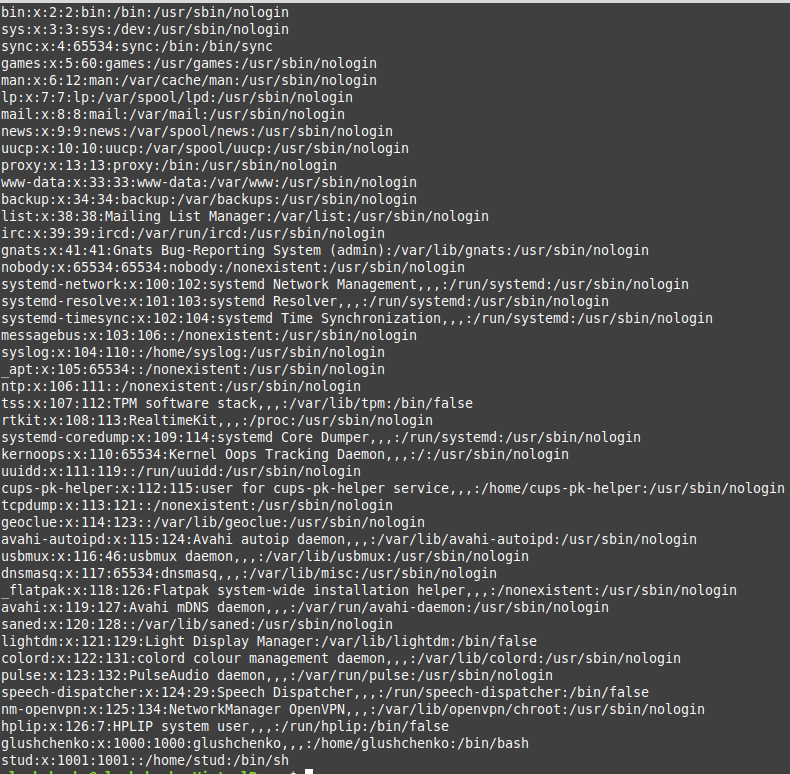 bin:x:2:2:bin:/bin:/usr/sbin/nologin
sys:x:3:3:sys:/dev:/usr/sbin/nologin
sync:x:4:65534:sync:/bin:/bin/sync
games:x:5:60:games:/usr/games:/usr/sbin/nologin
man:x:6:12:man:/var/cache/man:/usr/sbin/nologin
lp:x:7:7:lp:/var/spool/lpd:/usr/sbin/nologin
mail:x:8:8:mail:/var/mail:/usr/sbin/nologin
news:x:9:9:news:/var/spool/news:/usr/sbin/nologin
uucp:x:10:10:uucp:/var/spool/uucp:/usr/sbin/nologin
proxy:x:13:13:proxy:/bin:/usr/sbin/nologin
www-data:x:33:33:www-data:/var/www:/usr/sbin/nologin
backup:x:34:34:backup:/var/backups:/usr/sbin/nologin
list:x:38:38:Mailing List Manager:/var/list:/usr/sbin/nologin
irc:x:39:39:ircd:/var/run/ircd:/usr/sbin/nologin
gnats:x:41:41:Gnats Bug-Reporting System (admin):/var/lib/gnats:/usr/sbin/nologin
nobody:x:65534:65534:nobody:/nonexistent:/usr/sbin/nologin
systemd-network:x:100:102:systemd Network Management,,,:/run/systemd:/usr/sbin/nologin
systemd-resolve:x:101:103:systemd Resolver,,,:/run/systemd:/usr/sbin/nologin
systemd-timesync:x:102:104:systemd Time Synchronization,,,:/run/systemd:/usr/sbin/nologin
messagebus:x:103:106::/nonexistent:/usr/sbin/nologin
syslog:x:104:110::/home/syslog:/usr/sbin/nologin
_apt:x:105:65534::/nonexistent:/usr/sbin/nologin
ntp:x:106:111::/nonexistent:/usr/sbin/nologin
tss:x:107:112:TPM software stack,,,:/var/lib/tpm:/bin/false
rtkit:x:108:113:RealtimeKit,,,:/proc:/usr/sbin/nologin
systemd-coredump:x:109:114:systemd Core Dumper,,,:/run/systemd:/usr/sbin/nologin
kernoops:x:110:65534:Kernel Oops Tracking Daemon,,,:/:/usr/sbin/nologin
uuidd:x:111:119::/run/uuidd:/usr/sbin/nologin
cups-pk-helper:x:112:115:user for cups-pk-helper service,,,:/home/cups-pk-helper:/usr/sbin/nologin
tcpdump:x:113:121::/nonexistent:/usr/sbin/nologin
geoclue:x:114:123::/var/lib/geoclue:/usr/sbin/nologin
avahi-autoipd:x:115:124:Avahi autoip daemon,,,:/var/lib/avahi-autoipd:/usr/sbin/nologin
usbmux:x:116:46:usbmux daemon,,,:/var/lib/usbmux:/usr/sbin/nologin
dnsmasq:x:117:65534:dnsmasq,,,:/var/lib/misc:/usr/sbin/nologin
_flatpak:x:118:126:Flatpak system-wide installation helper,,,:/nonexistent:/usr/sbin/nologin
avahi:x:119:127:Avahi mDNS daemon,,,:/var/run/avahi-daemon:/usr/sbin/nologin
saned:x:120:128::/var/lib/saned:/usr/sbin/nologin
lightdm:x:121:129:Light Display Manager:/var/lib/lightdm:/bin/false
colord:x:122:131:colord colour management daemon,,,:/var/lib/colord:/usr/sbin/nologin
pulse:x:123:132:PulseAudio daemon,,,:/var/run/pulse:/usr/sbin/nologin
speech-dispatcher:x:124:29:Speech Dispatcher,,,:/run/speech-dispatcher:/bin/false
nm-openvpn:x:125:134:NetworkManager OpenVPN,,,:/var/lib/openvpn/chroot:/usr/sbin/nologin
hplip:x:126:7:HPLIP system user,,,:/run/hplip:/bin/false
glushchenko:x:1000:1000:glushchenko,,,:/home/glushchenko:/bin/bash
stud:x:1001:1001::/home/stud:/bin/sh